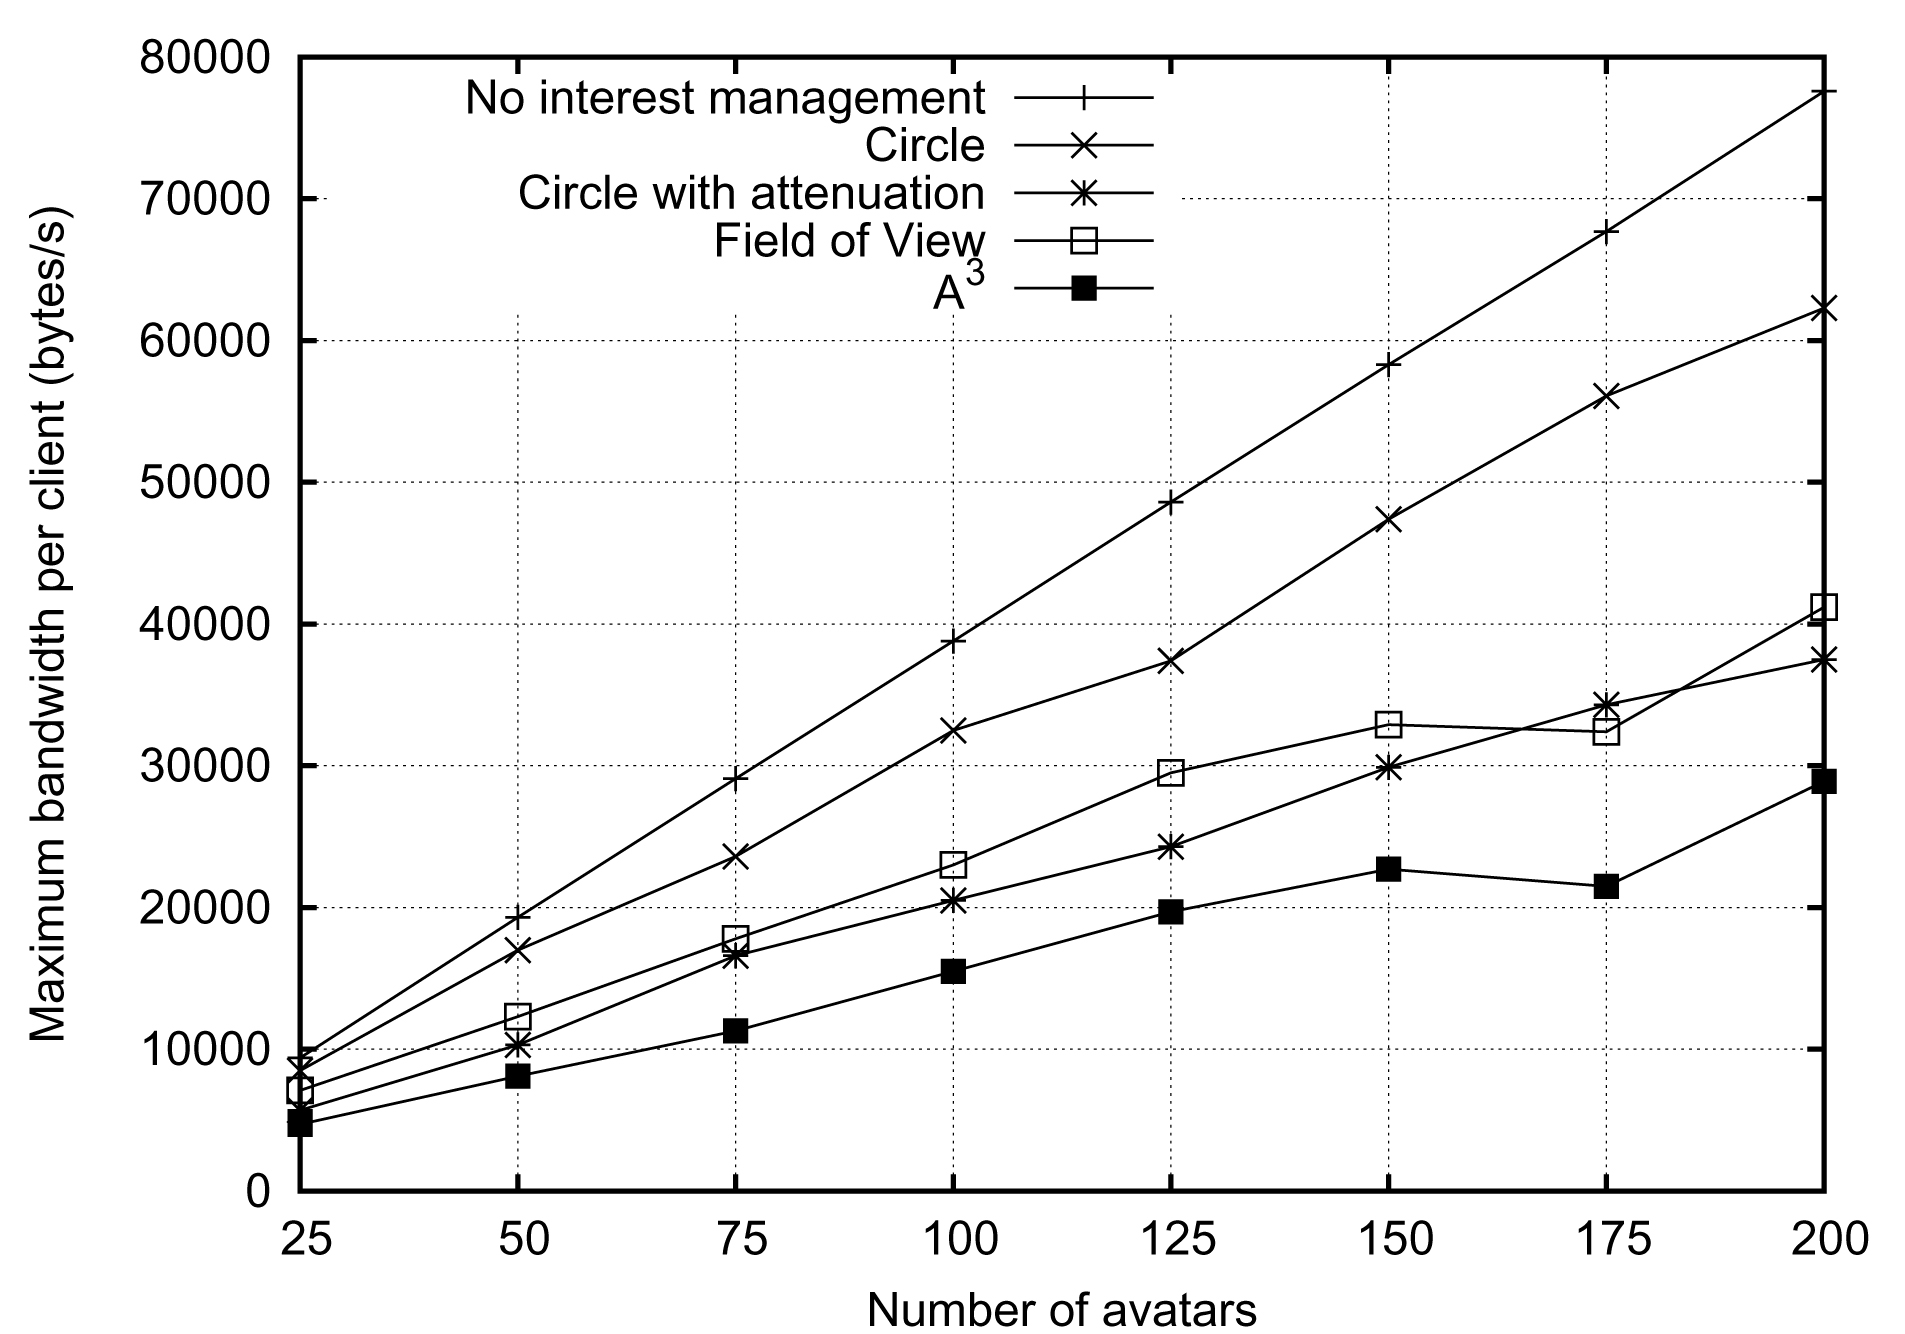 80000
70000
60000
50000
40000
30000
20000
10000
0
Maximum bandwidth per client (bytes/s)
No interest management
Circle
Circle with attenuation
Field of View
A³
25 50 75 100 125 150 175 200
Number of avatars